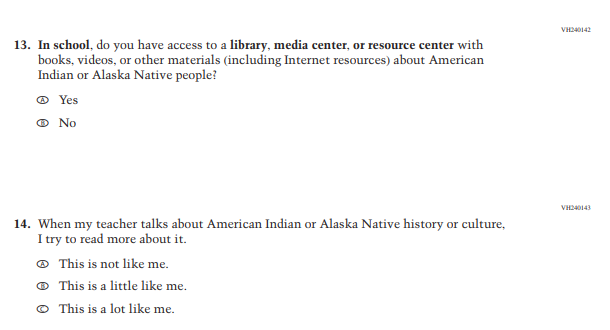 VH240142
13. In school, do you have access to a library, media center, or resource center with
books, videos, or other materials (including Internet resources) about American
Indian or Alaska Native people?
Ⓐ Yes
Ⓑ No
VH240143
14. When my teacher talks about American Indian or Alaska Native history or culture,
I try to read more about it.
Ⓐ This is not like me.
Ⓑ This is a little like me.
Ⓒ This is a lot like me.